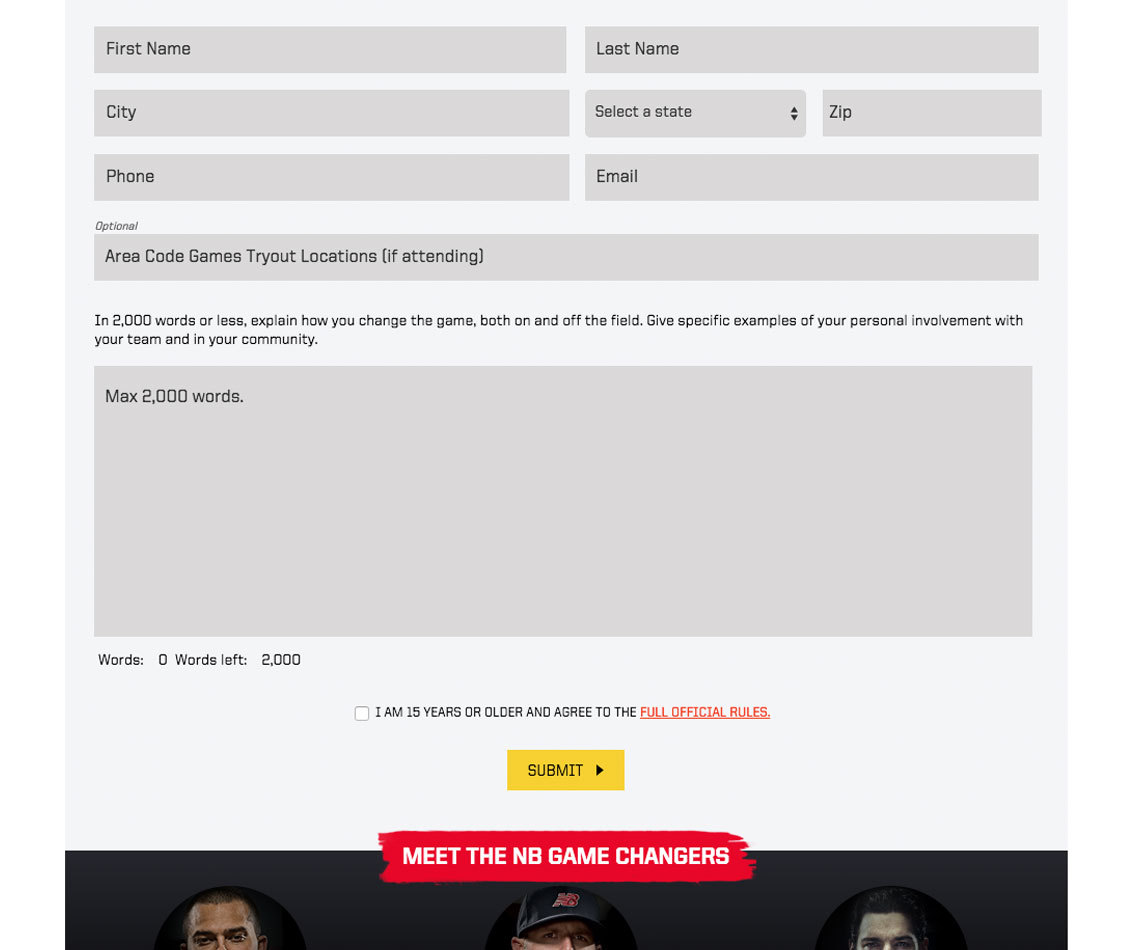 First Name Last Name
City Select a state Zip
Phone Email
Optional
Area Code Games Tryout Locations (if attending)
In 2,000 words or less, explain how you change the game, both on and off the field. Give specific examples of your personal involvement with
your team and in your community.
Max 2,000 words.
Words: 0 Words left: 2,000
I AM 15 YEARS OR OLDER AND AGREE TO THE FULL OFFICIAL RULES.
SUBMIT
MEET THE NB GAME CHANGERS
NB